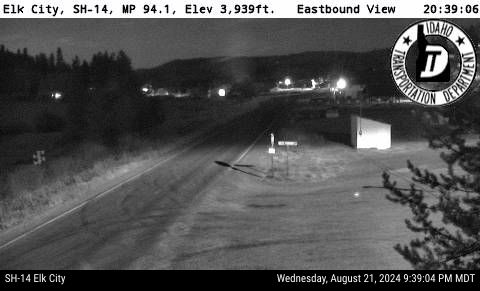 Elk City, SH-14, MP 94.1, Elev 3,939ft. Eastbound View 20:39:06
IDAHO
TRANSPORTATION DEPARTMENT
SH-14 Elk City Wednesday, August 21, 2024 9:39:04 PM MDT